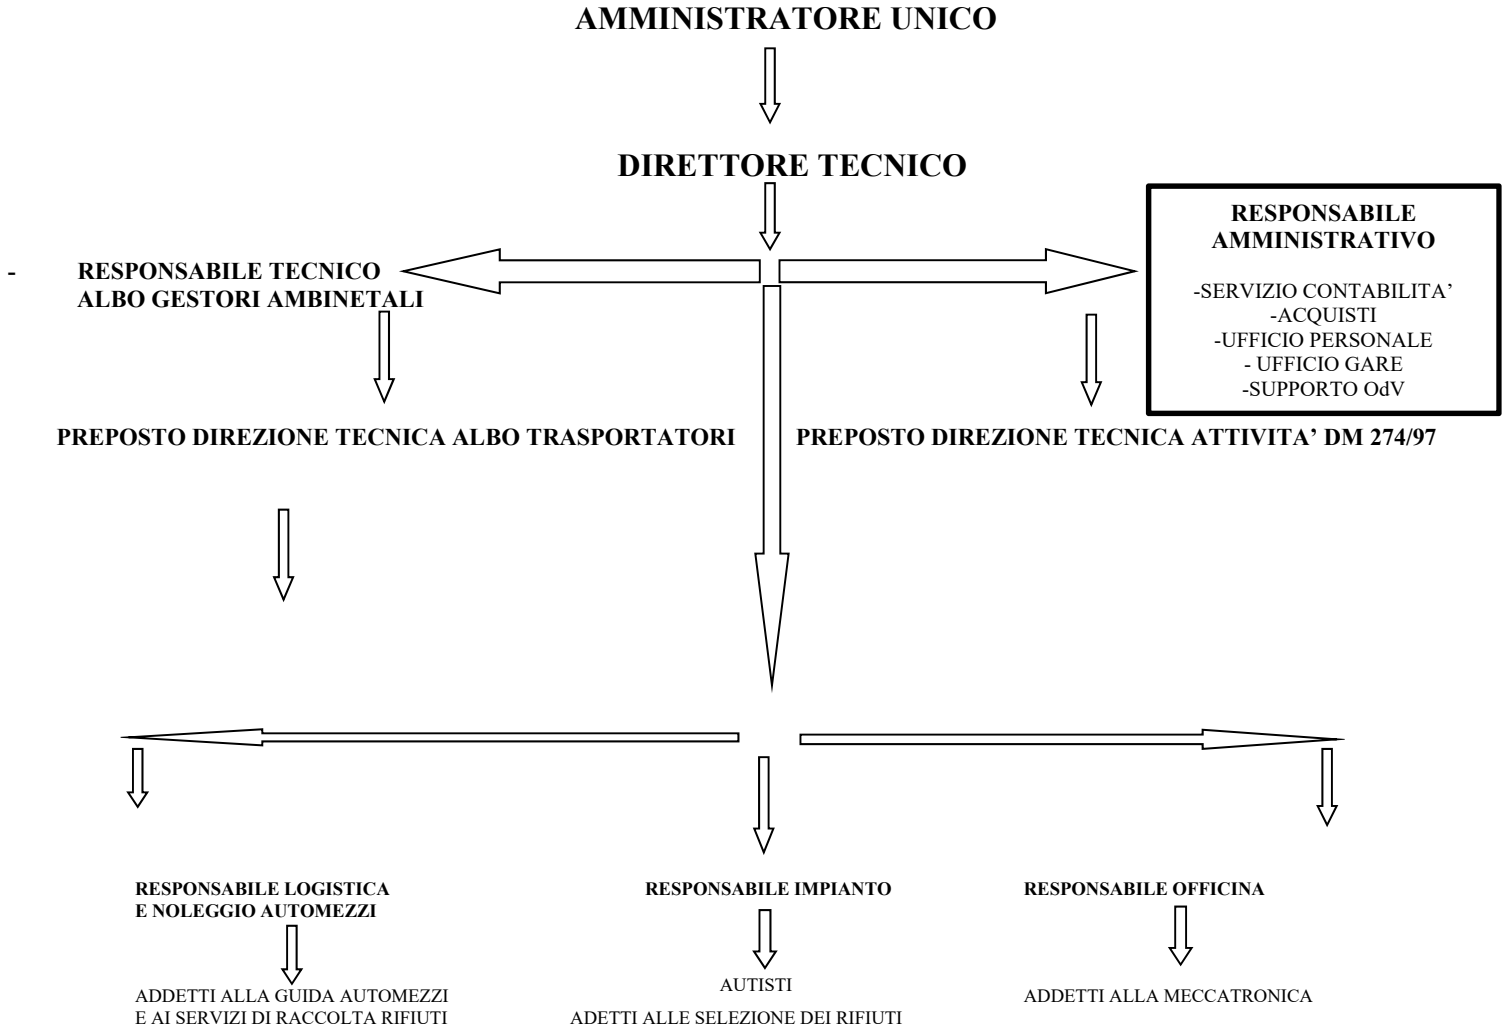 AMMINISTRATORE UNICO
DIRETTORE TECNICO
RESPONSABILE
AMMINISTRATIVO
-SERVIZIO CONTABILITA’
-ACQUISTI
-UFFICIO PERSONALE
- UFFICIO GARE
-SUPPORTO OdV
- RESPONSABILE TECNICO
ALBO GESTORI AMBINETALI
PREPOSTO DIREZIONE TECNICA ALBO TRASPORTATORI
PREPOSTO DIREZIONE TECNICA ATTIVITA’ DM 274/97
RESPONSABILE LOGISTICA
E NOLEGGIO AUTOMEZZI
RESPONSABILE IMPIANTO
RESPONSABILE OFFICINA
ADDETTI ALLA GUIDA AUTOMEZZI
E AI SERVIZI DI RACCOLTA RIFIUTI
AUTISTI
ADETTI ALLE SELEZIONE DEI RIFIUTI
ADDETTI ALLA MECCATRONICA